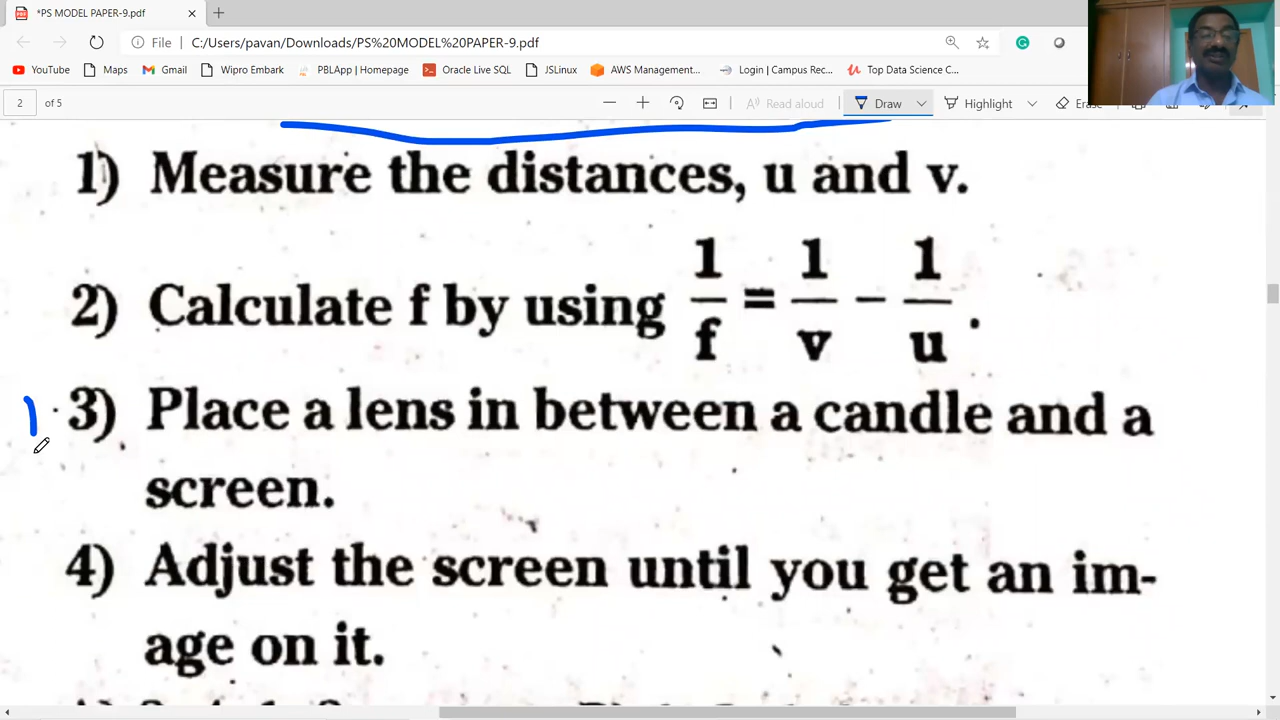 *PS MODEL PAPER-9.pdf
File C:/Users/pavan/Downloads/PS%20MODEL%20PAPER-9.pdf
YouTube Maps Gmail Wipro Embark PBLApp | Homepage Oracle Live SQL JSLinux AWS Management... Login | Campus Rec... Top Data Science C...
2 of 5 Read aloud Draw Highlight Erase
1) Measure the distances, u and v.
2) Calculate f by using 1/f = 1/v - 1/u.
1 3) Place a lens in between a candle and a
screen.
4) Adjust the screen until you get an im-
age on it.